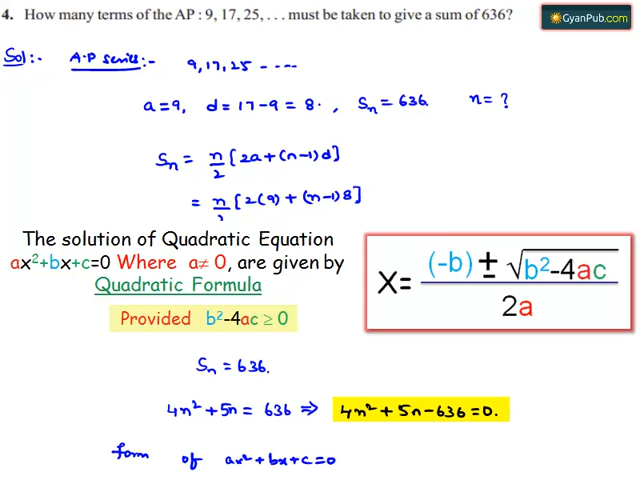 4. How many terms of the AP : 9, 17, 25, . . . must be taken to give a sum of 636?
GyanPub.com
Sol:- A.P series:- 9, 17, 25 - - - -
a = 9, d = 17-9 = 8. , Sn = 636. n = ?
Sn = n/2 [2a+(n-1)d]
= n/2 [2(9) + (n-1)8]
The solution of Quadratic Equation
ax²+bx+c=0 Where a≠ 0, are given by
Quadratic Formula
Provided b²-4ac ≥ 0
X= (-b) ± √b²-4ac / 2a
Sn = 636.
4n² + 5n = 636 ⇒ 4n² + 5n - 636 = 0.
form of ax² + bx + c = 0